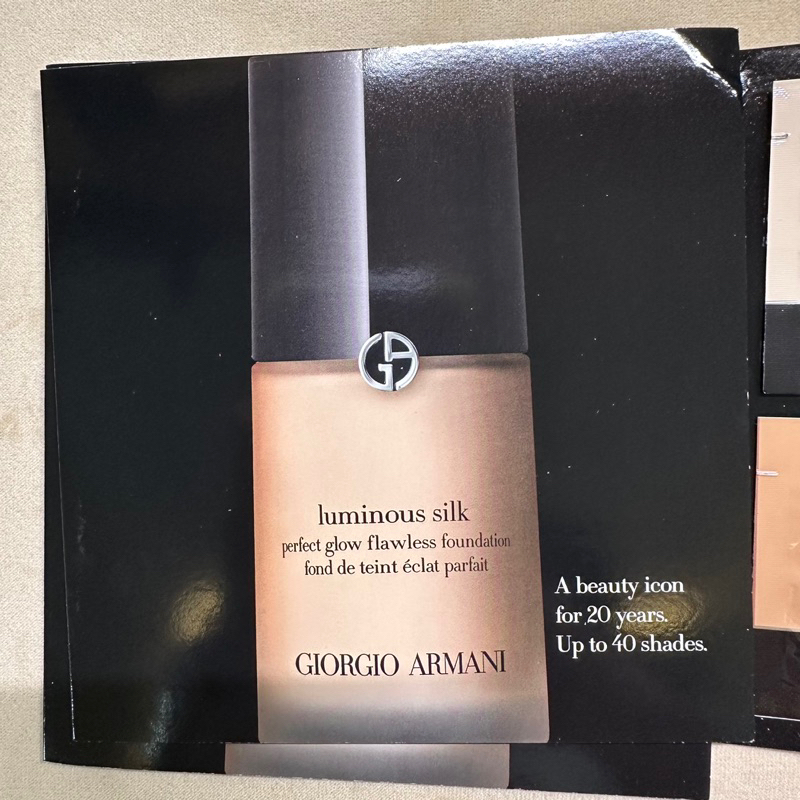 GA
luminous silk
perfect glow flawless foundation
fond de teint éclat parfait
GIORGIO ARMANI
A beauty icon
for 20 years.
Up to 40 shades.